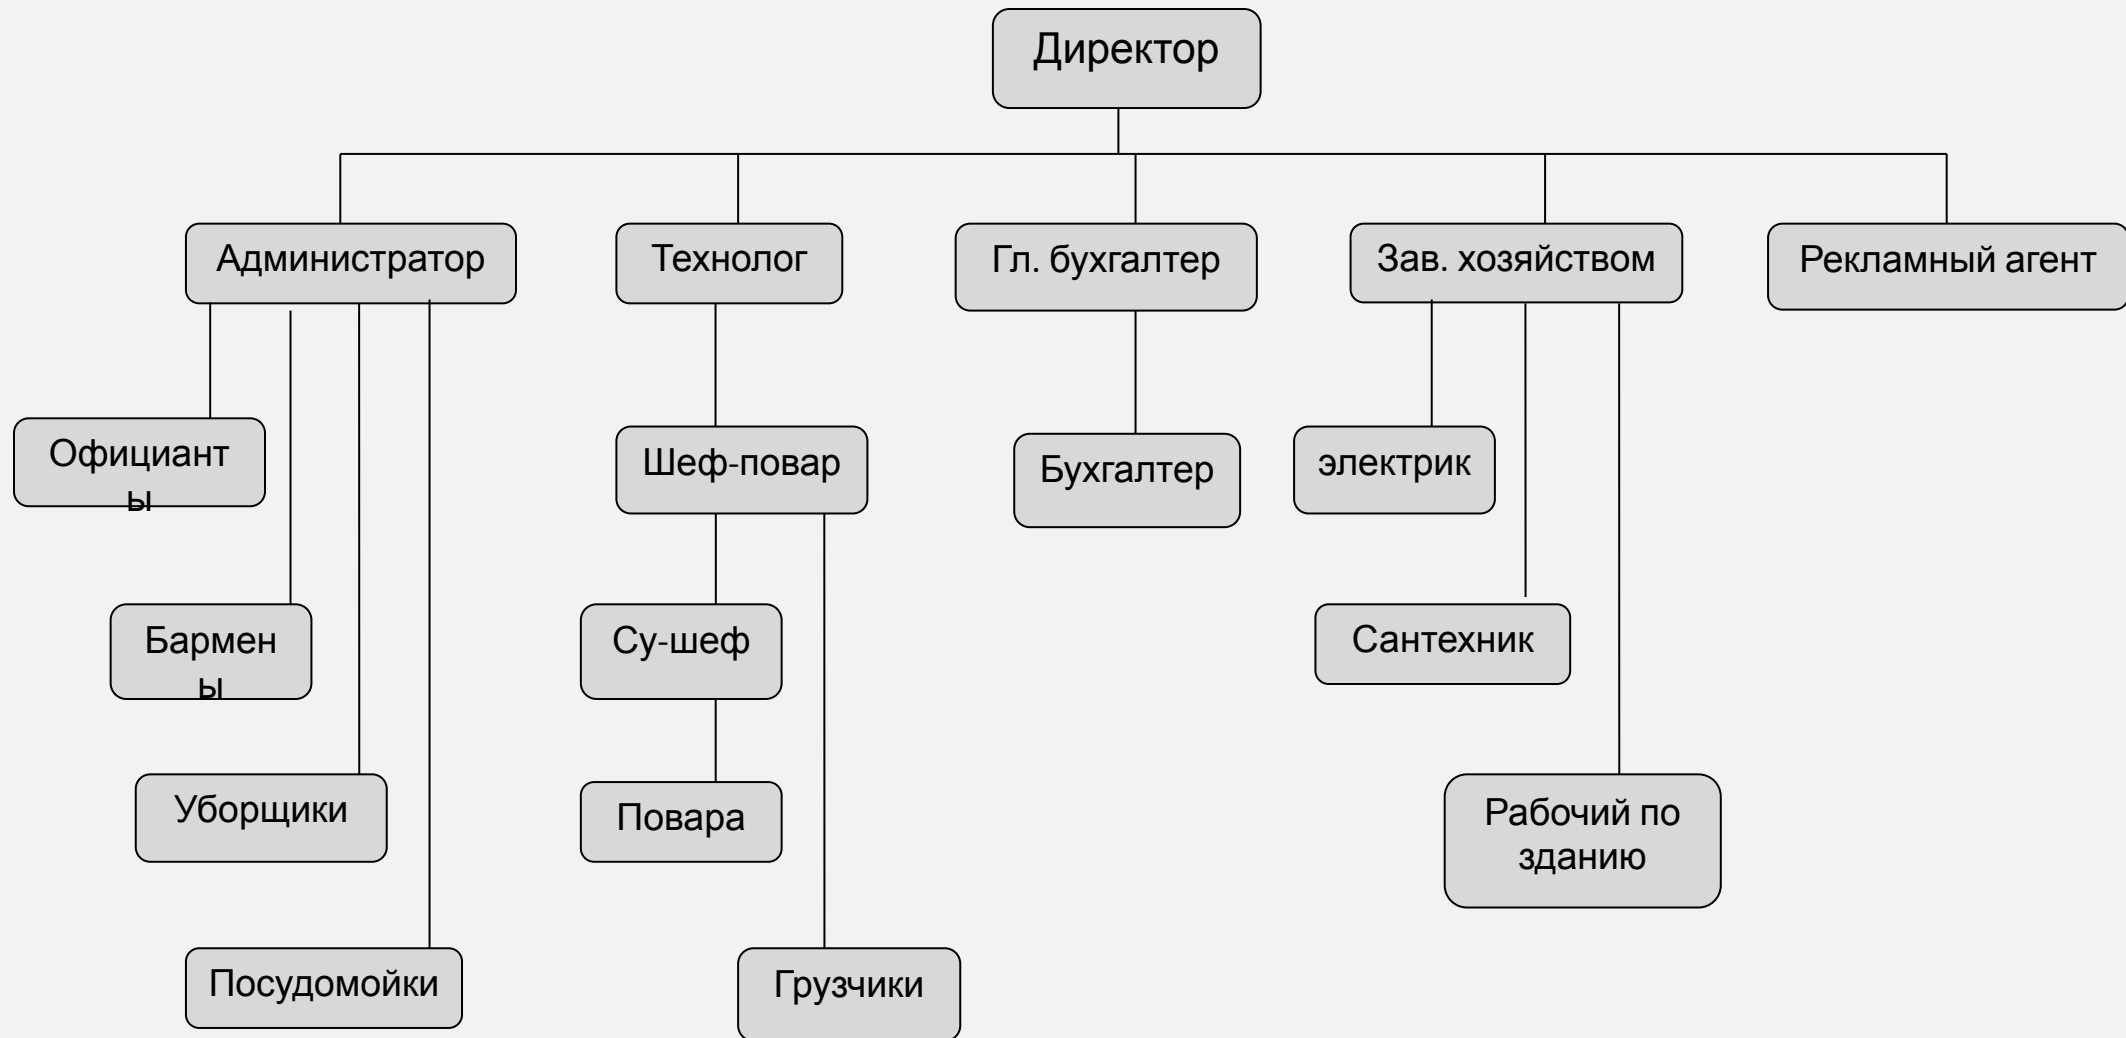 Директор
Администратор
Технолог
Гл. бухгалтер
Зав. хозяйством
Рекламный агент
Официант
ы
Шеф-повар
Бухгалтер
электрик
Бармен
ы
Су-шеф
Сантехник
Уборщики
Повара
Рабочий по
зданию
Посудомойки
Грузчики